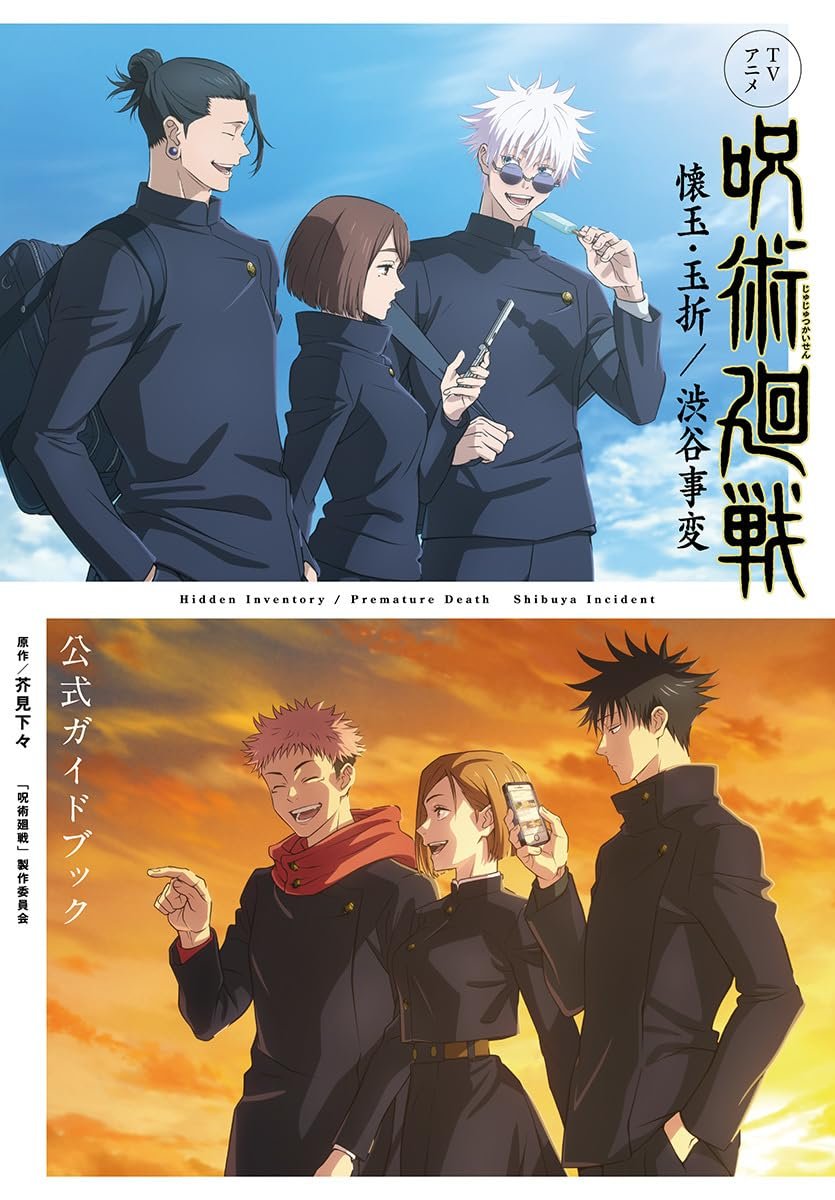 TV
アニメ
呪術廻戦
じゅじゅつかいせん
懐玉・玉折／渋谷事変
Hidden Inventory / Premature Death Shibuya Incident
公式ガイドブック
原作／芥見下々
「呪術廻戦」製作委員会